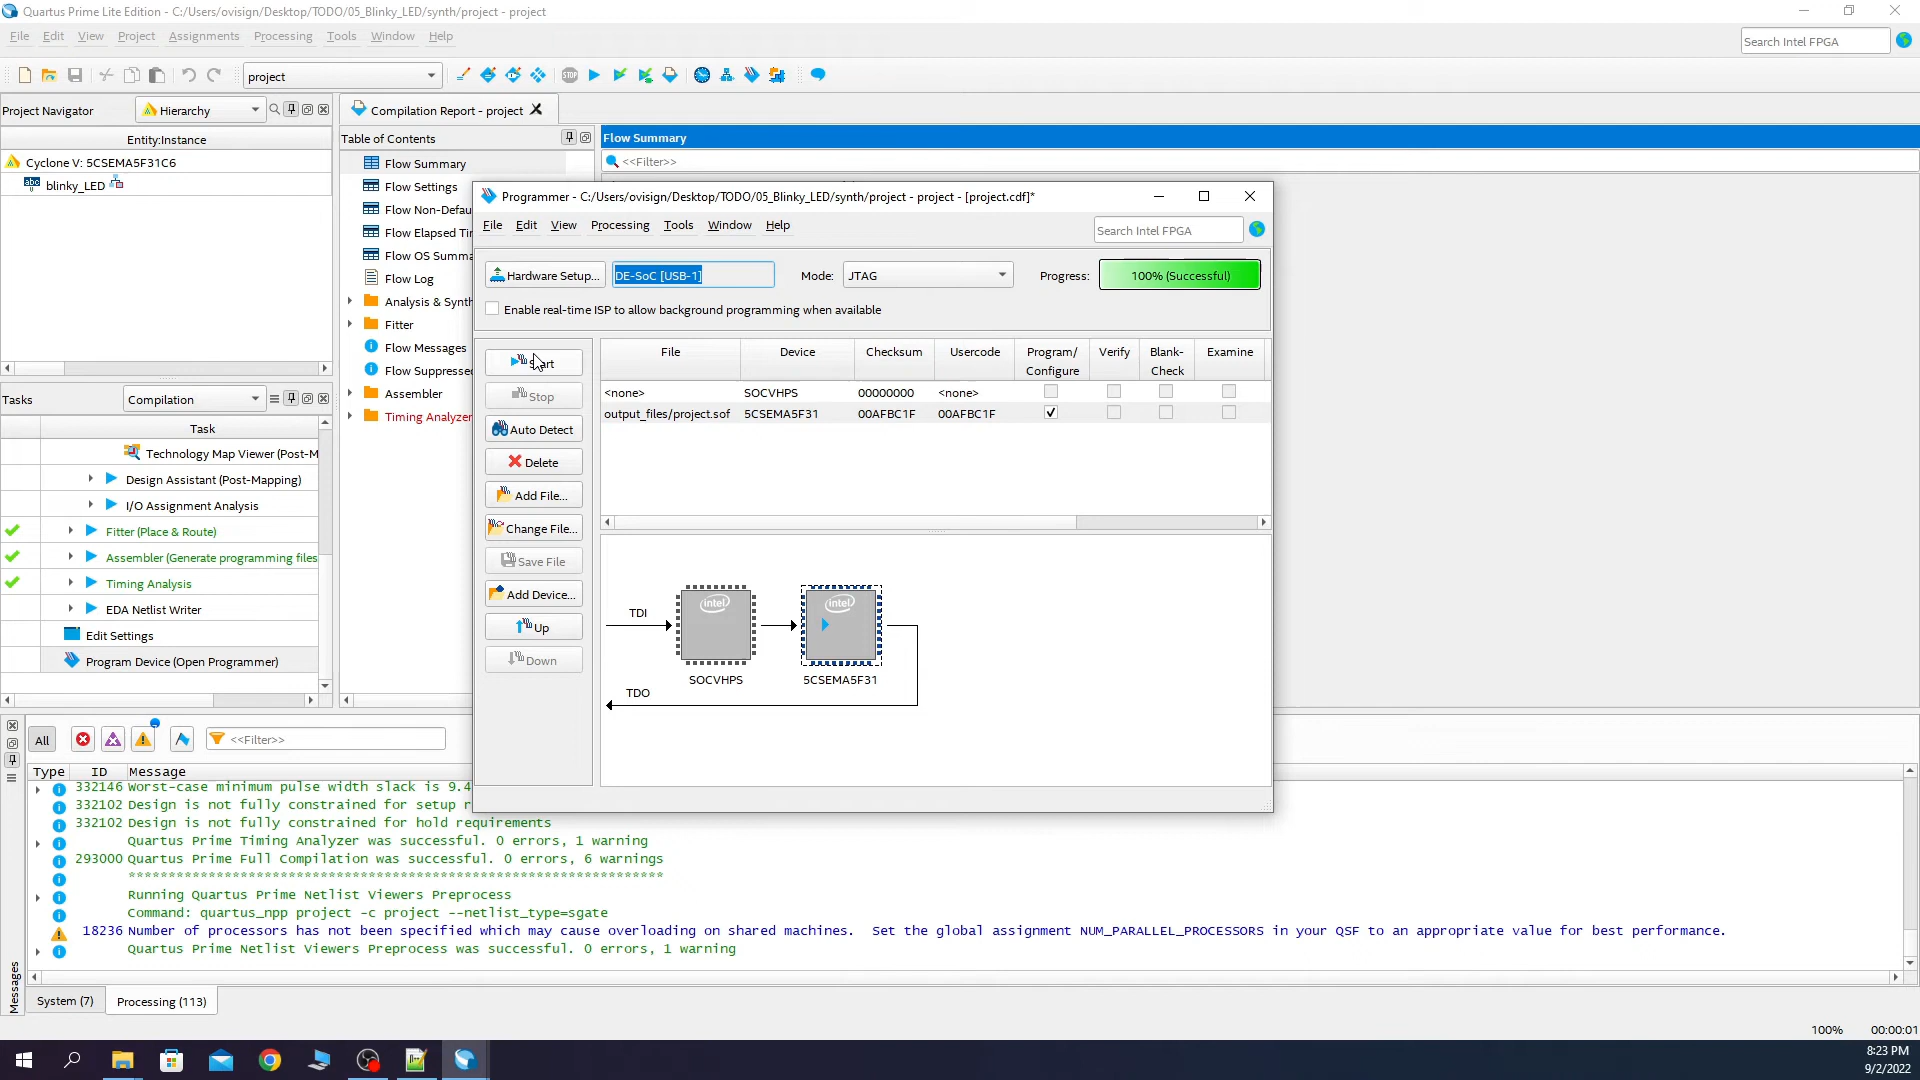 Quartus Prime Lite Edition - C:/Users/ovisign/Desktop/TODO/05_Blinky_LED/synth/project - project
File Edit View Project Assignments Processing Tools Window Help
Search Intel FPGA
project
STOP
Project Navigator
Hierarchy
Compilation Report - project
Entity:Instance
Cyclone V: 5CSEMA5F31C6
abc blinky_LED
Table of Contents
Flow Summary
Flow Settings
Flow Non-Defau
Flow Elapsed Tir
Flow OS Summa
Flow Log
Analysis & Synth
Fitter
Flow Messages
Flow Suppressed
Assembler
Timing Analyzer
Flow Summary
<<Filter>>
Programmer - C:/Users/ovisign/Desktop/TODO/05_Blinky_LED/synth/project - project - [project.cdf]*
File Edit View Processing Tools Window Help
Search Intel FPGA
Hardware Setup...
DE-SoC [USB-1]
Mode:
JTAG
Progress:
100% (Successful)
Enable real-time ISP to allow background programming when available
Start
Stop
Auto Detect
Delete
Add File...
Change File...
Save File
Add Device...
Up
Down
File Device Checksum Usercode Program/ Configure Verify Blank- Check Examine
<none> SOCVHPS 00000000 <none>
output_files/project.sof 5CSEMA5F31 00AFBC1F 00AFBC1F
TDI
intel
intel
SOCVHPS
5CSEMA5F31
TDO
Tasks
Compilation
Task
Technology Map Viewer (Post-M
Design Assistant (Post-Mapping)
I/O Assignment Analysis
Fitter (Place & Route)
Assembler (Generate programming files
Timing Analysis
EDA Netlist Writer
Edit Settings
Program Device (Open Programmer)
All
<<Filter>>
Type ID Message
332146 Worst-case minimum pulse width slack is 9.4
332102 Design is not fully constrained for setup r
332102 Design is not fully constrained for hold requirements
Quartus Prime Timing Analyzer was successful. 0 errors, 1 warning
293000 Quartus Prime Full Compilation was successful. 0 errors, 6 warnings
*******************************************************************
Running Quartus Prime Netlist Viewers Preprocess
Command: quartus_npp project -c project --netlist_type=sgate
18236 Number of processors has not been specified which may cause overloading on shared machines.  Set the global assignment NUM_PARALLEL_PROCESSORS in your QSF to an appropriate value for best performance.
Quartus Prime Netlist Viewers Preprocess was successful. 0 errors, 1 warning
Messages
System (7)
Processing (113)
100% 00:00:01
8:23 PM
9/2/2022